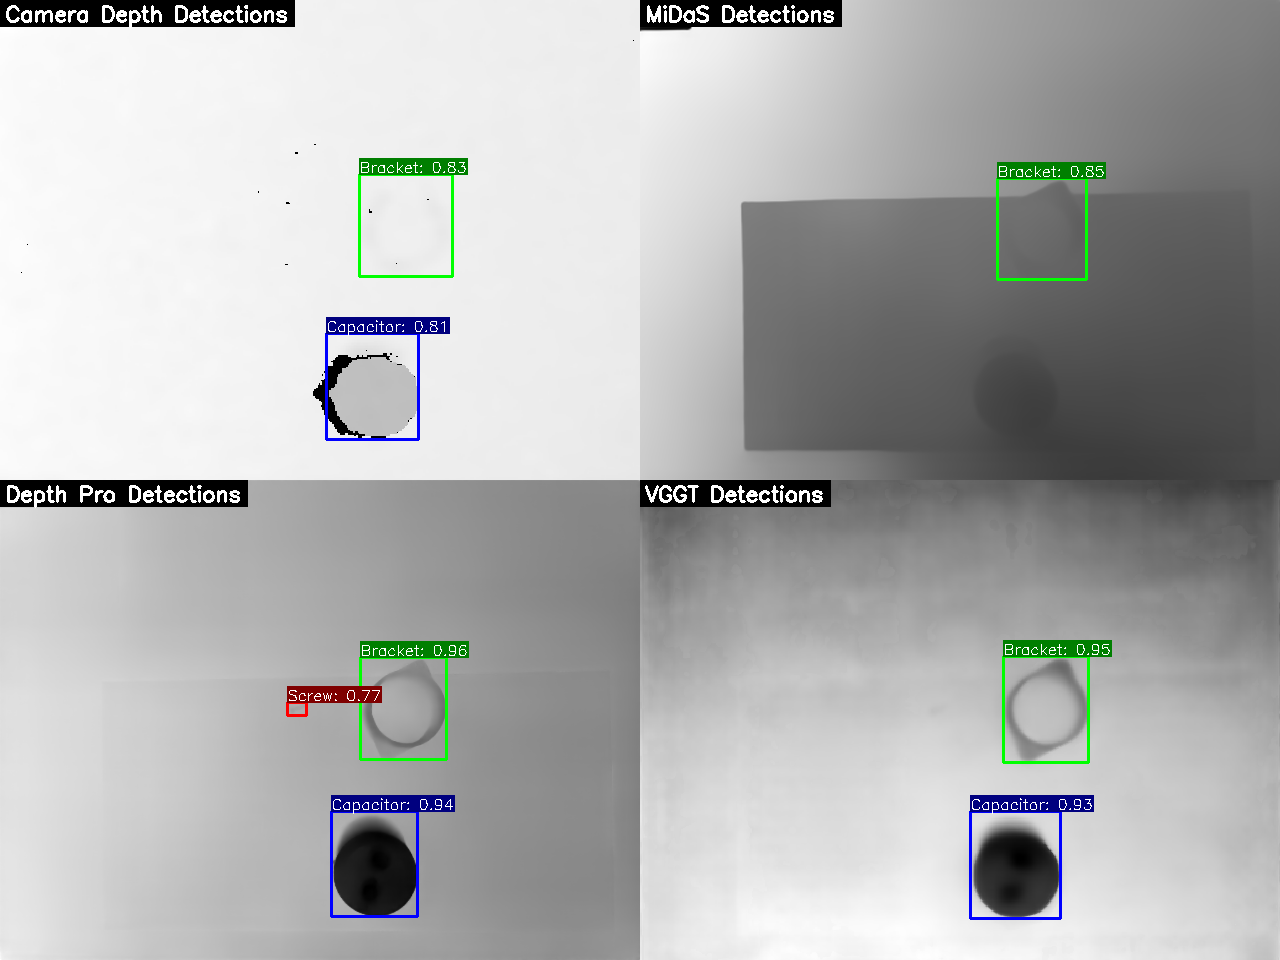 Camera Depth Detections
MiDaS Detections
Bracket: 0.83
Bracket: 0.85
Capacitor: 0.81
Depth Pro Detections
VGGT Detections
Bracket: 0.96
Bracket: 0.95
Screw: 0.77
Capacitor: 0.94
Capacitor: 0.93